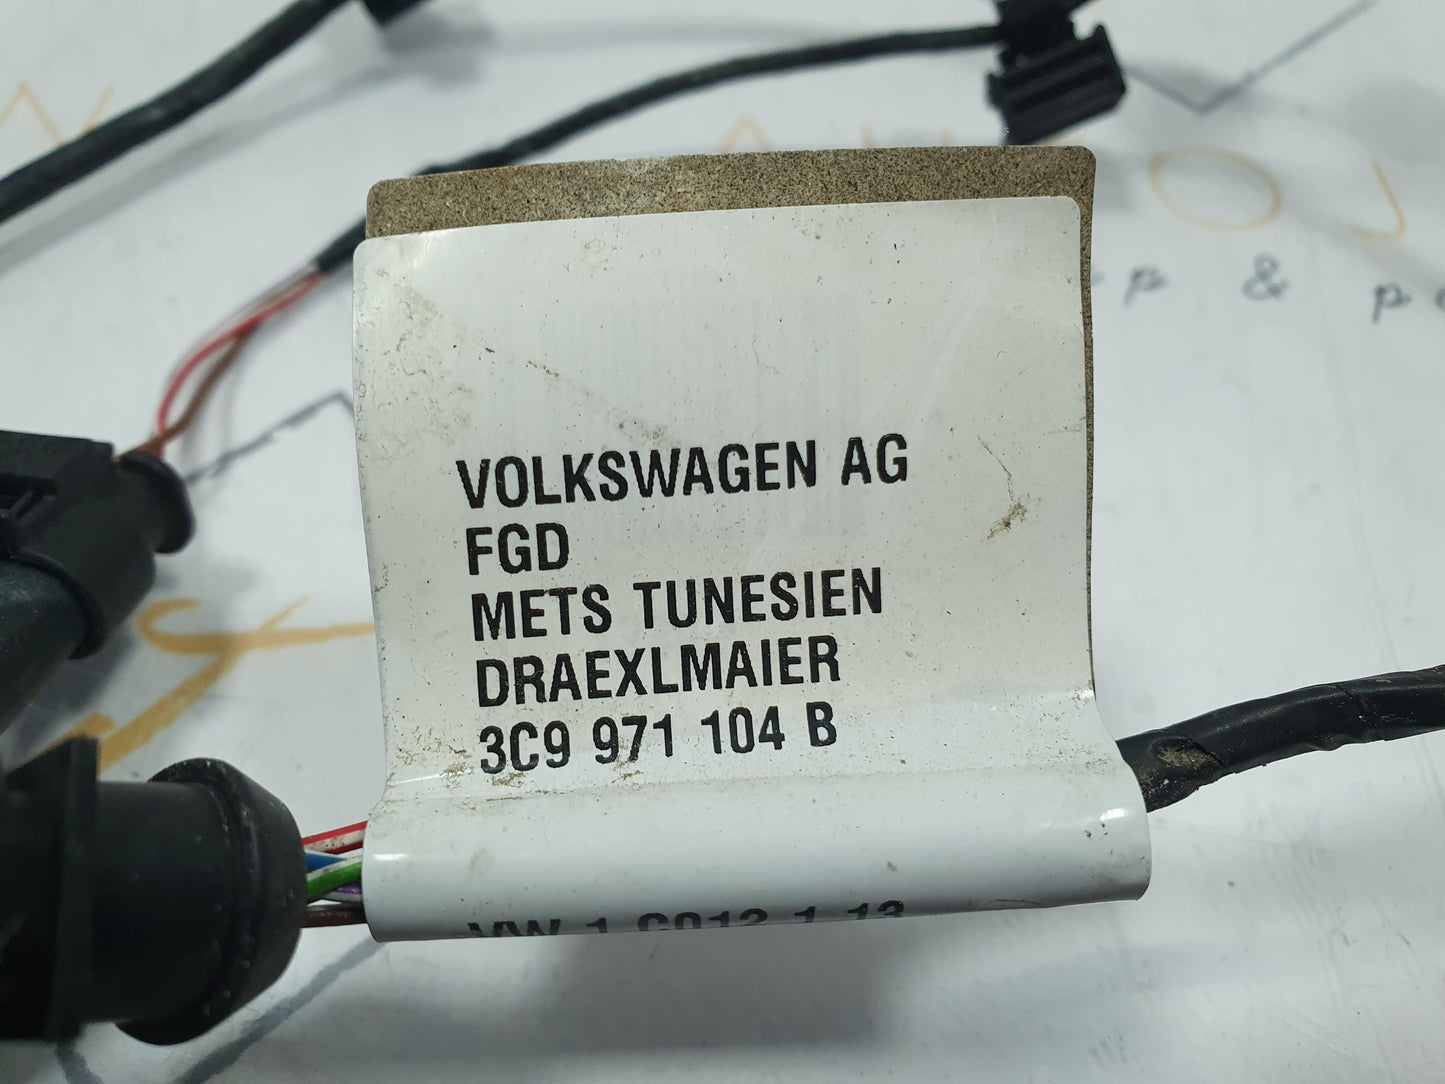 VOLKSWAGEN AG
FGD
METS TUNESIEN
DRAEXLMAIER
3C9 971 104 B